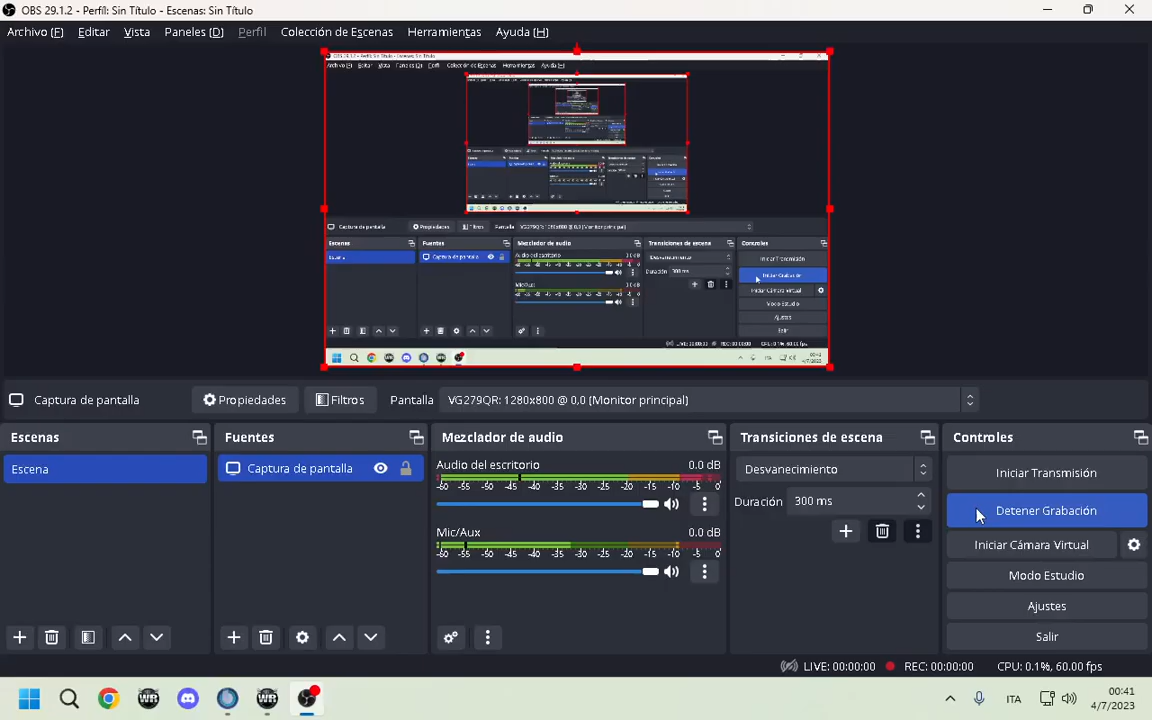 OBS 29.1.2 - Perfil: Sin Título - Escenas: Sin Título
Archivo (F) Editar Vista Paneles (D) Perfil Colección de Escenas Herramientas Ayuda (H)
Captura de pantalla Propiedades Filtros Pantalla VG279QR: 1280x800 @ 0,0 (Monitor principal)
Escenas Fuentes Mezclador de audio Transiciones de escena Controles
Escena
Captura de pantalla
Audio del escritorio 0.0 dB
-60 -55 -50 -45 -40 -35 -30 -25 -20 -15 -10 -5 0
Mic/Aux 0.0 dB
-60 -55 -50 -45 -40 -35 -30 -25 -20 -15 -10 -5 0
Desvanecimiento
Duración 300 ms
Iniciar Transmisión
Detener Grabación
Iniciar Cámara Virtual
Modo Estudio
Ajustes
Salir
LIVE: 00:00:00 REC: 00:00:00 CPU: 0.1%, 60.00 fps
WR WR ITA 00:41
4/7/2023